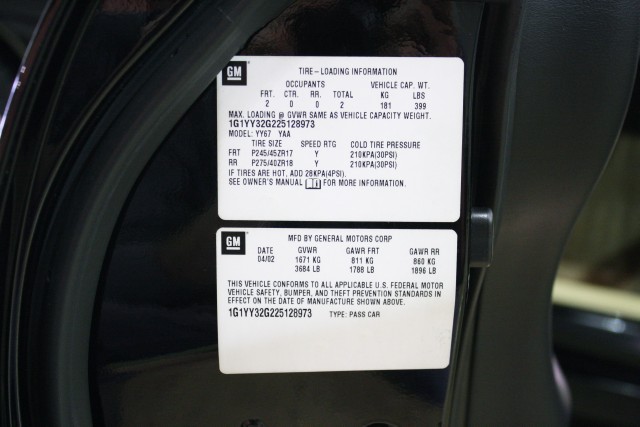 GM
TIRE-LOADING INFORMATION
OCCUPANTS VEHICLE CAP. WT.
FRT. CTR. RR. TOTAL KG LBS
2 0 0 2 181 399
MAX. LOADING @ GVWR SAME AS VEHICLE CAPACITY WEIGHT.
1G1YY32G225128973
MODEL: YY67 YAA
TIRE SIZE SPEED RTG COLD TIRE PRESSURE
FRT P245/45ZR17 Y 210KPA(30PSI)
RR P275/40ZR18 Y 210KPA(30PSI)
IF TIRES ARE HOT, ADD 28KPA(4PSI).
SEE OWNER'S MANUAL FOR MORE INFORMATION.
GM
MFD BY GENERAL MOTORS CORP
DATE GVWR GAWR FRT GAWR RR
04/02 1671 KG 811 KG 860 KG
3684 LB 1788 LB 1896 LB
THIS VEHICLE CONFORMS TO ALL APPLICABLE U.S. FEDERAL MOTOR
VEHICLE SAFETY, BUMPER, AND THEFT PREVENTION STANDARDS IN
EFFECT ON THE DATE OF MANUFACTURE SHOWN ABOVE.
1G1YY32G225128973 TYPE: PASS CAR